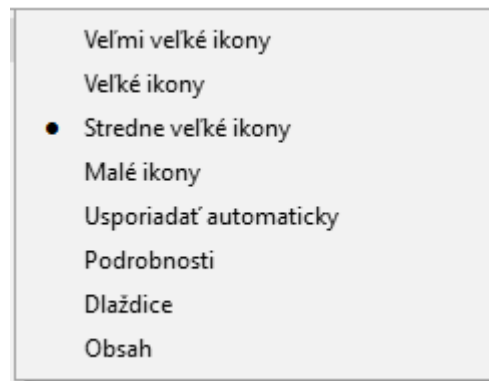 Veľmi veľké ikony
Veľké ikony
Stredne veľké ikony
Malé ikony
Usporiadať automaticky
Podrobnosti
Dlaždice
Obsah